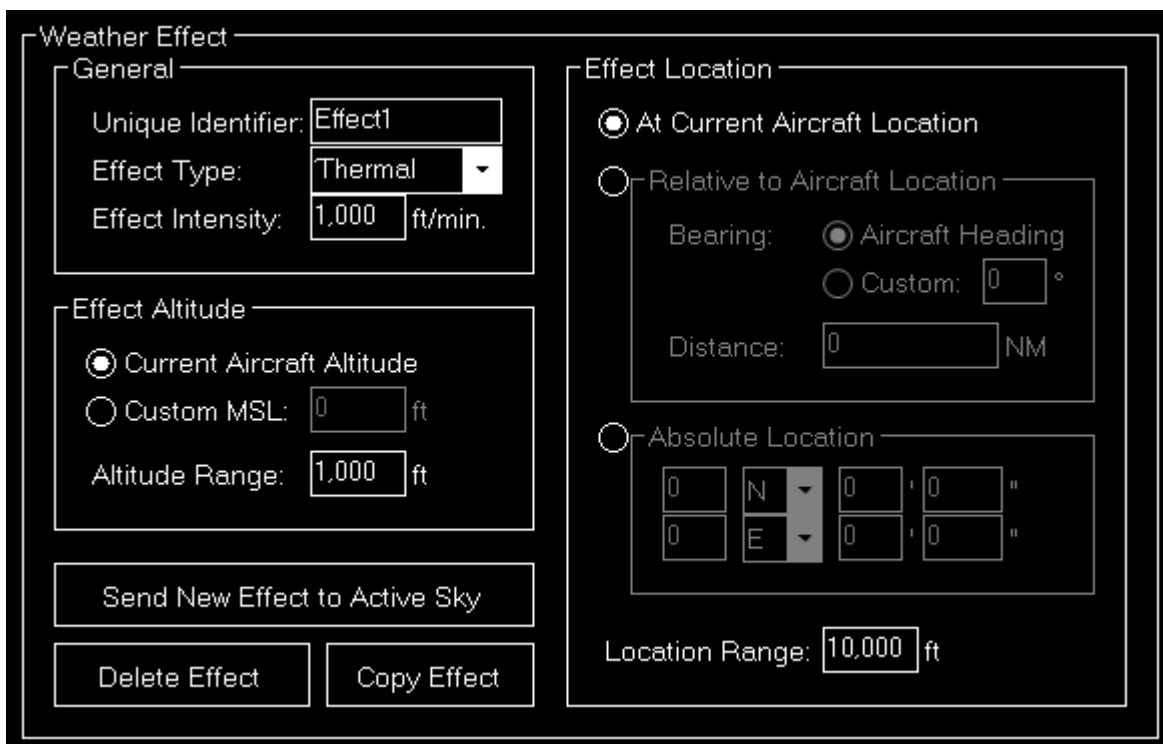 Weather Effect
General
Unique Identifier: Effect1
Effect Type: Thermal
Effect Intensity: 1,000 ft/min.
Effect Altitude
Current Aircraft Altitude
Custom MSL: 0 ft
Altitude Range: 1,000 ft
Send New Effect to Active Sky
Delete Effect Copy Effect
Effect Location
At Current Aircraft Location
Relative to Aircraft Location
Bearing: Aircraft Heading
Custom: 0 °
Distance: 0 NM
Absolute Location
0 N 0 ' 0 "
0 E 0 ' 0 "
Location Range: 10,000 ft